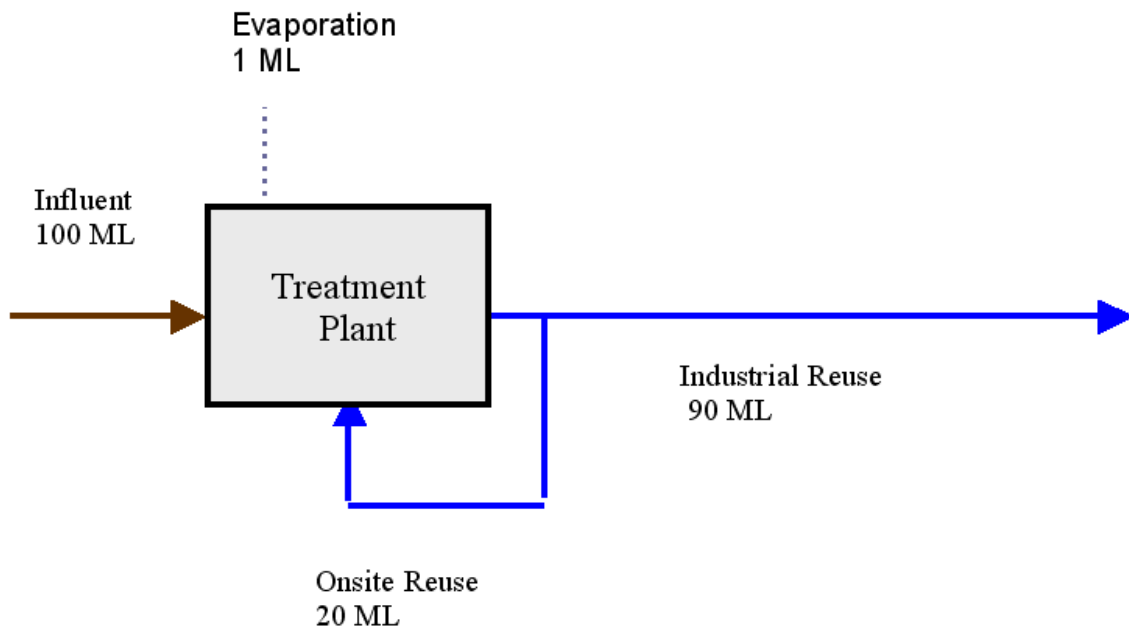 Evaporation
1 ML
Influent
100 ML
Treatment
Plant
Industrial Reuse
90 ML
Onsite Reuse
20 ML